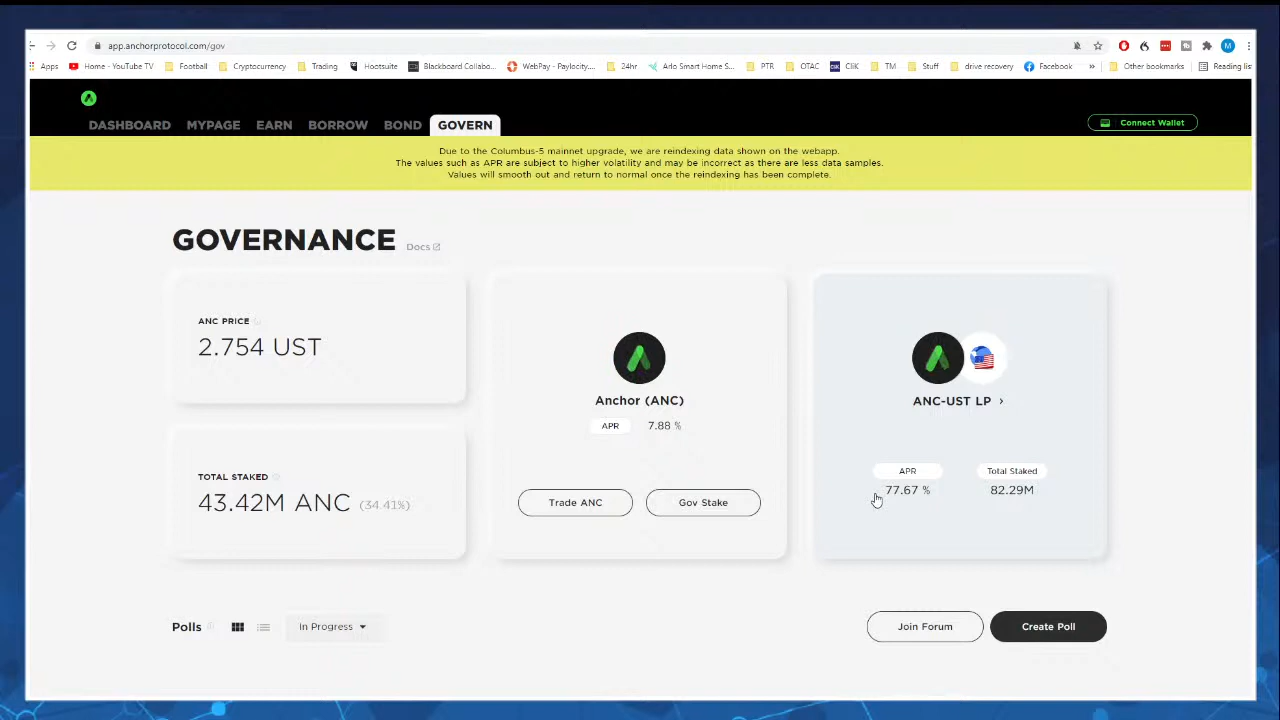 app.anchorprotocol.com/gov
M
Apps Home - YouTube TV Football Cryptocurrency Trading Hootsuite Blackboard Collabo... WebPay - Paylocity.... 24hr Arlo Smart Home S... PTR OTAC CliK TM Stuff drive recovery Facebook » Other bookmarks Reading list
DASHBOARD MYPAGE EARN BORROW BOND GOVERN
Connect Wallet
Due to the Columbus-5 mainnet upgrade, we are reindexing data shown on the webapp.
The values such as APR are subject to higher volatility and may be incorrect as there are less data samples.
Values will smooth out and return to normal once the reindexing has been complete.
GOVERNANCE Docs
ANC PRICE
2.754 UST
TOTAL STAKED
43.42M ANC (34.41%)
Anchor (ANC)
APR 7.88 %
Trade ANC Gov Stake
ANC-UST LP >
APR Total Staked
77.67 % 82.29M
Polls In Progress Join Forum Create Poll